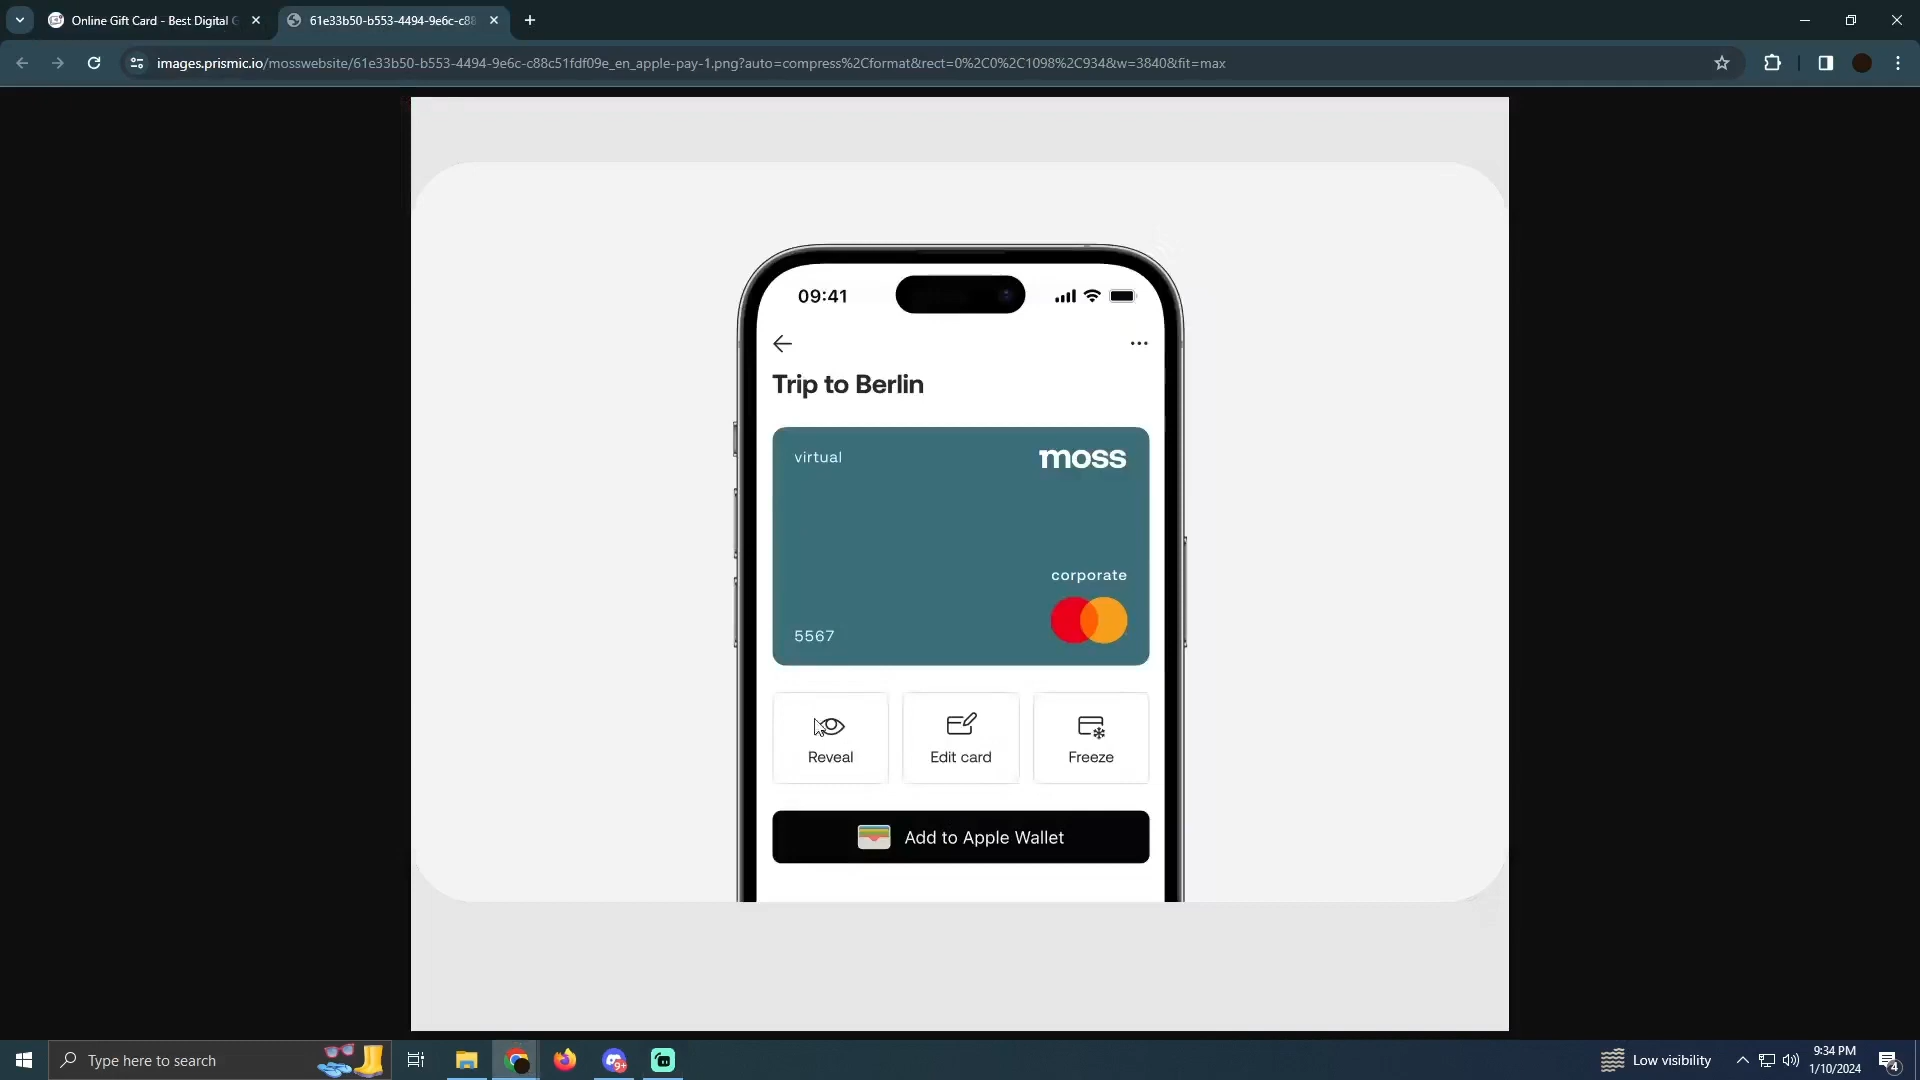 Online Gift Card - Best Digital G
61e33b50-b553-4494-9e6c-c88
images.prismic.io/mosswebsite/61e33b50-b553-4494-9e6c-c88c51fdf09e_en_apple-pay-1.png?auto=compress%2Cformat&rect=0%2C0%2C1098%2C934&w=3840&fit=max
09:41
Trip to Berlin
virtual
moss
corporate
5567
Reveal
Edit card
Freeze
Add to Apple Wallet
Type here to search
9+
Low visibility
9:34 PM
1/10/2024
4